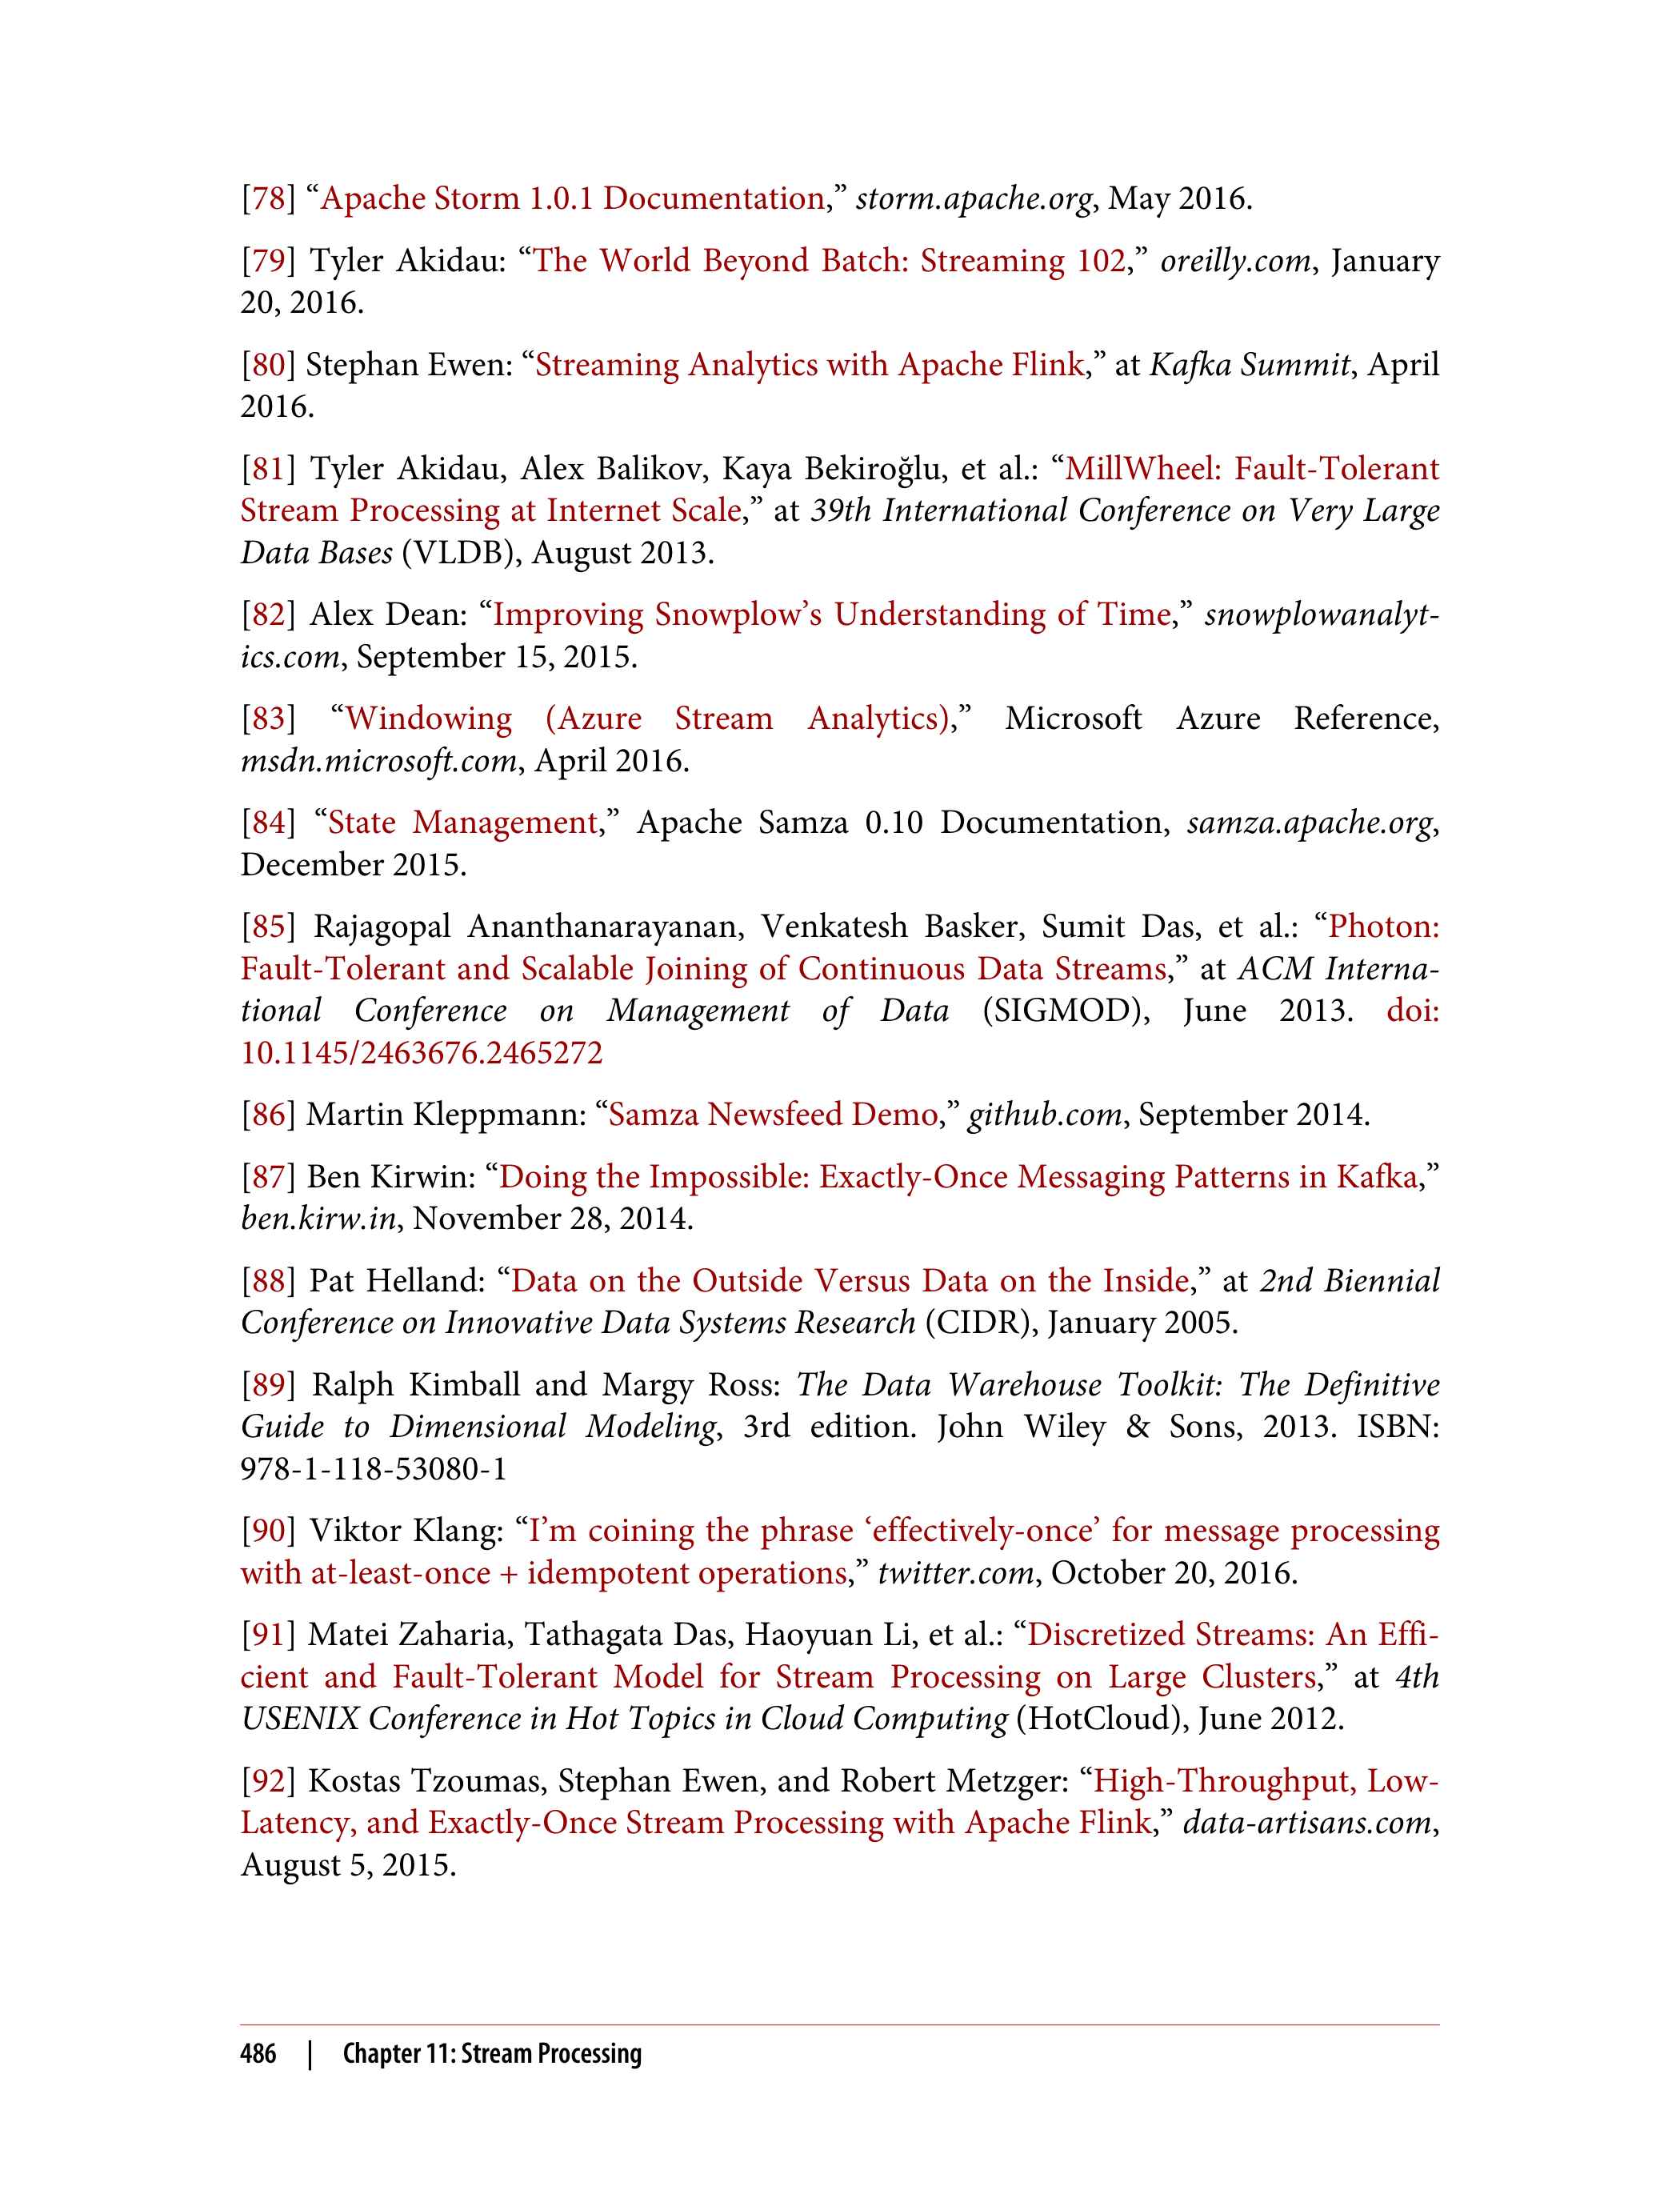 [78] “Apache Storm 1.0.1 Documentation,” storm.apache.org, May 2016.
[79] Tyler Akidau: “The World Beyond Batch: Streaming 102,” oreilly.com, January
20, 2016.
[80] Stephan Ewen: “Streaming Analytics with Apache Flink,” at Kafka Summit, April
2016.
[81] Tyler Akidau, Alex Balikov, Kaya Bekiroğlu, et al.: “MillWheel: Fault-Tolerant
Stream Processing at Internet Scale,” at 39th International Conference on Very Large
Data Bases (VLDB), August 2013.
[82] Alex Dean: “Improving Snowplow’s Understanding of Time,” snowplowanalyt-
ics.com, September 15, 2015.
[83] “Windowing (Azure Stream Analytics),” Microsoft Azure Reference,
msdn.microsoft.com, April 2016.
[84] “State Management,” Apache Samza 0.10 Documentation, samza.apache.org,
December 2015.
[85] Rajagopal Ananthanarayanan, Venkatesh Basker, Sumit Das, et al.: “Photon:
Fault-Tolerant and Scalable Joining of Continuous Data Streams,” at ACM Interna-
tional Conference on Management of Data (SIGMOD), June 2013. doi:
10.1145/2463676.2465272
[86] Martin Kleppmann: “Samza Newsfeed Demo,” github.com, September 2014.
[87] Ben Kirwin: “Doing the Impossible: Exactly-Once Messaging Patterns in Kafka,”
ben.kirw.in, November 28, 2014.
[88] Pat Helland: “Data on the Outside Versus Data on the Inside,” at 2nd Biennial
Conference on Innovative Data Systems Research (CIDR), January 2005.
[89] Ralph Kimball and Margy Ross: The Data Warehouse Toolkit: The Definitive
Guide to Dimensional Modeling, 3rd edition. John Wiley & Sons, 2013. ISBN:
978-1-118-53080-1
[90] Viktor Klang: “I’m coining the phrase ‘effectively-once’ for message processing
with at-least-once + idempotent operations,” twitter.com, October 20, 2016.
[91] Matei Zaharia, Tathagata Das, Haoyuan Li, et al.: “Discretized Streams: An Effi-
cient and Fault-Tolerant Model for Stream Processing on Large Clusters,” at 4th
USENIX Conference in Hot Topics in Cloud Computing (HotCloud), June 2012.
[92] Kostas Tzoumas, Stephan Ewen, and Robert Metzger: “High-Throughput, Low-
Latency, and Exactly-Once Stream Processing with Apache Flink,” data-artisans.com,
August 5, 2015.
486 | Chapter 11: Stream Processing